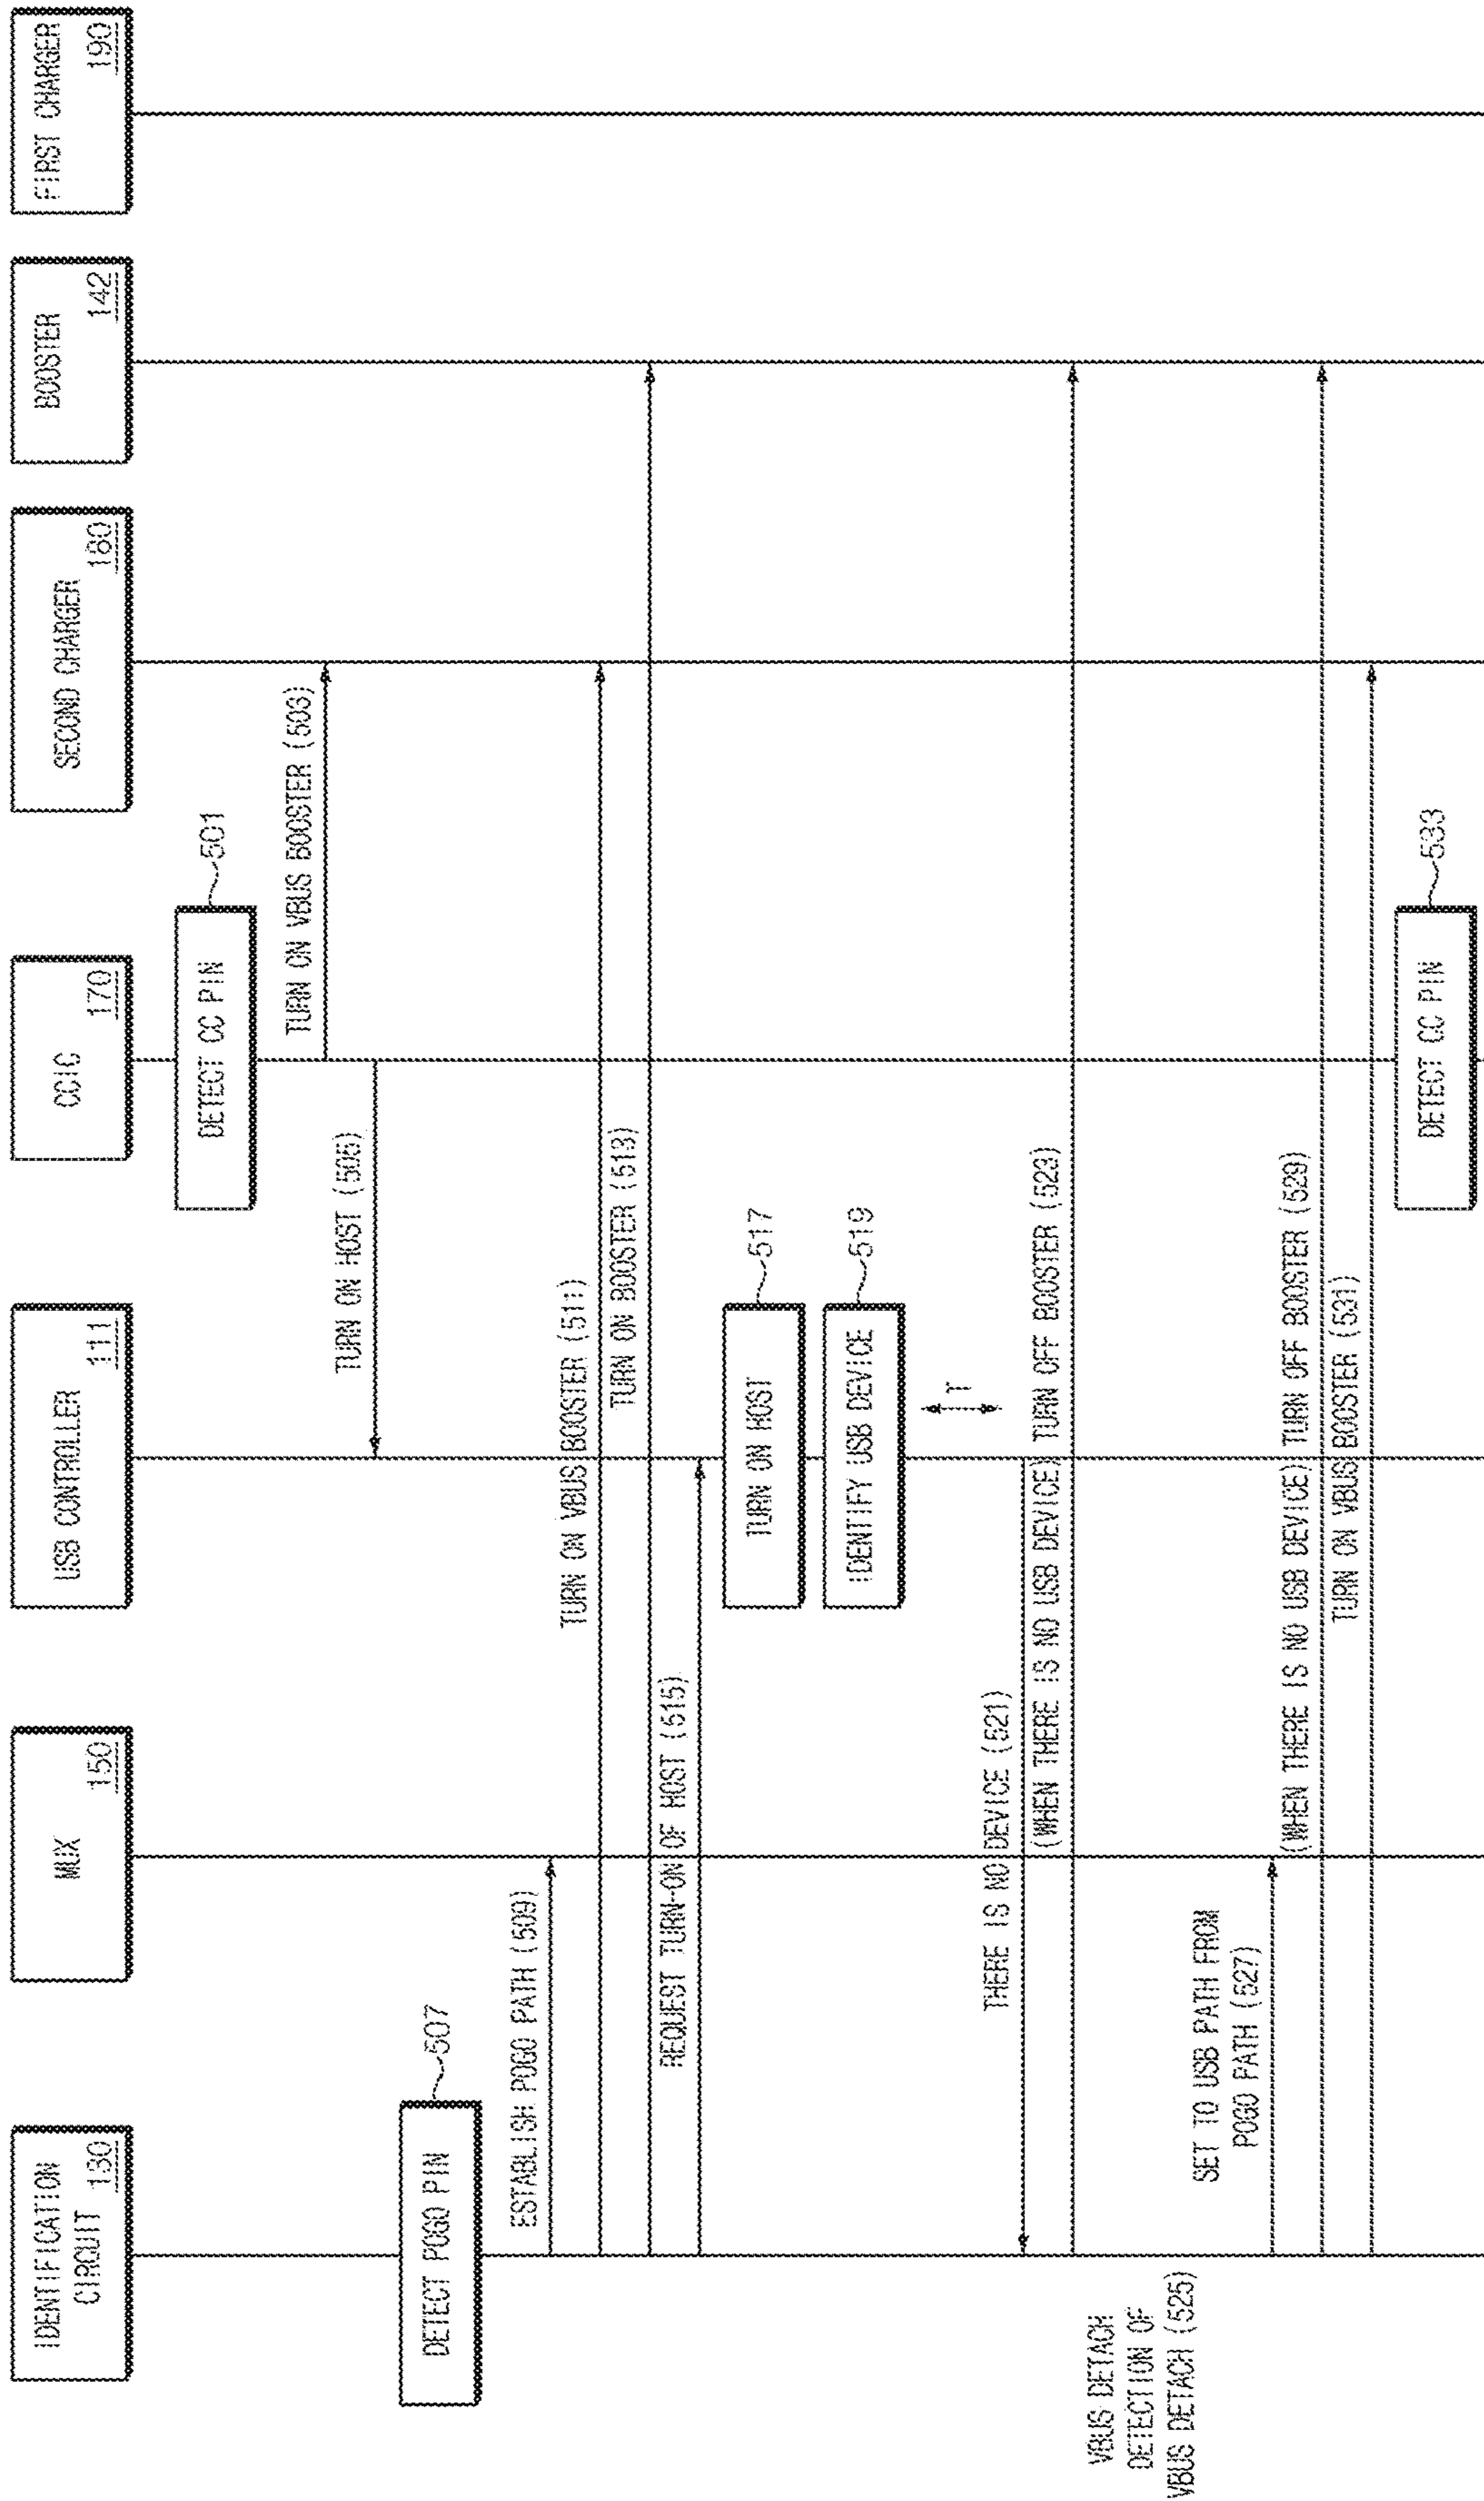 IDENTIFICATION
CIRCUIT 130
MUX
150
USB CONTROLLER
111
CCIC
170
SECOND CHARGER
180
BOOSTER
142
FIRST CHARGER
190
DETECT CC PIN
501
TURN ON VBUS BOOSTER (503)
TURN ON HOST (505)
DETECT POGO PIN
507
ESTABLISH POGO PATH (509)
TURN ON VBUS BOOSTER (511)
TURN ON BOOSTER (513)
REQUEST TURN-ON OF HOST (515)
TURN ON HOST
517
IDENTIFY USB DEVICE
519
T
THERE IS NO DEVICE (521)
(WHEN THERE IS NO USB DEVICE) TURN OFF BOOSTER (523)
VBUS DETACH
DETECTION OF
VBUS DETACH (525)
SET TO USB PATH FROM
POGO PATH (527)
(WHEN THERE IS NO USB DEVICE) TURN OFF BOOSTER (529)
TURN ON VBUS BOOSTER (531)
DETECT CC PIN
533